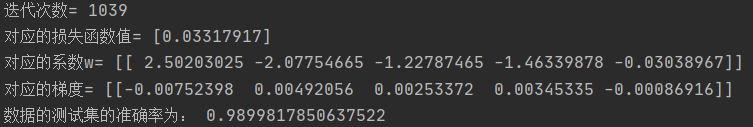 迭代次数= 1039
对应的损失函数值= [0.03317917]
对应的系数w= [[ 2.50203025 -2.07754665 -1.22787465 -1.46339878 -0.03038967]]
对应的梯度= [[-0.00752398  0.00492056  0.00253372  0.00345335 -0.00086916]]
数据的测试集的准确率为： 0.9899817850637522